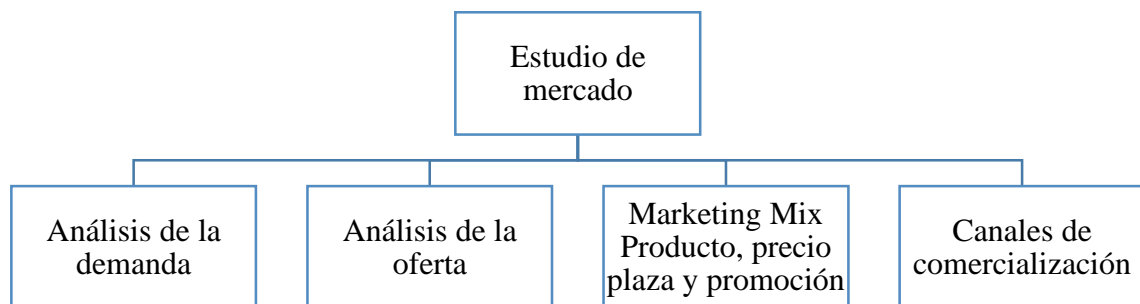 Estudio de
mercado
Análisis de la
demanda
Análisis de la
oferta
Marketing Mix
Producto, precio
plaza y promoción
Canales de
comercialización